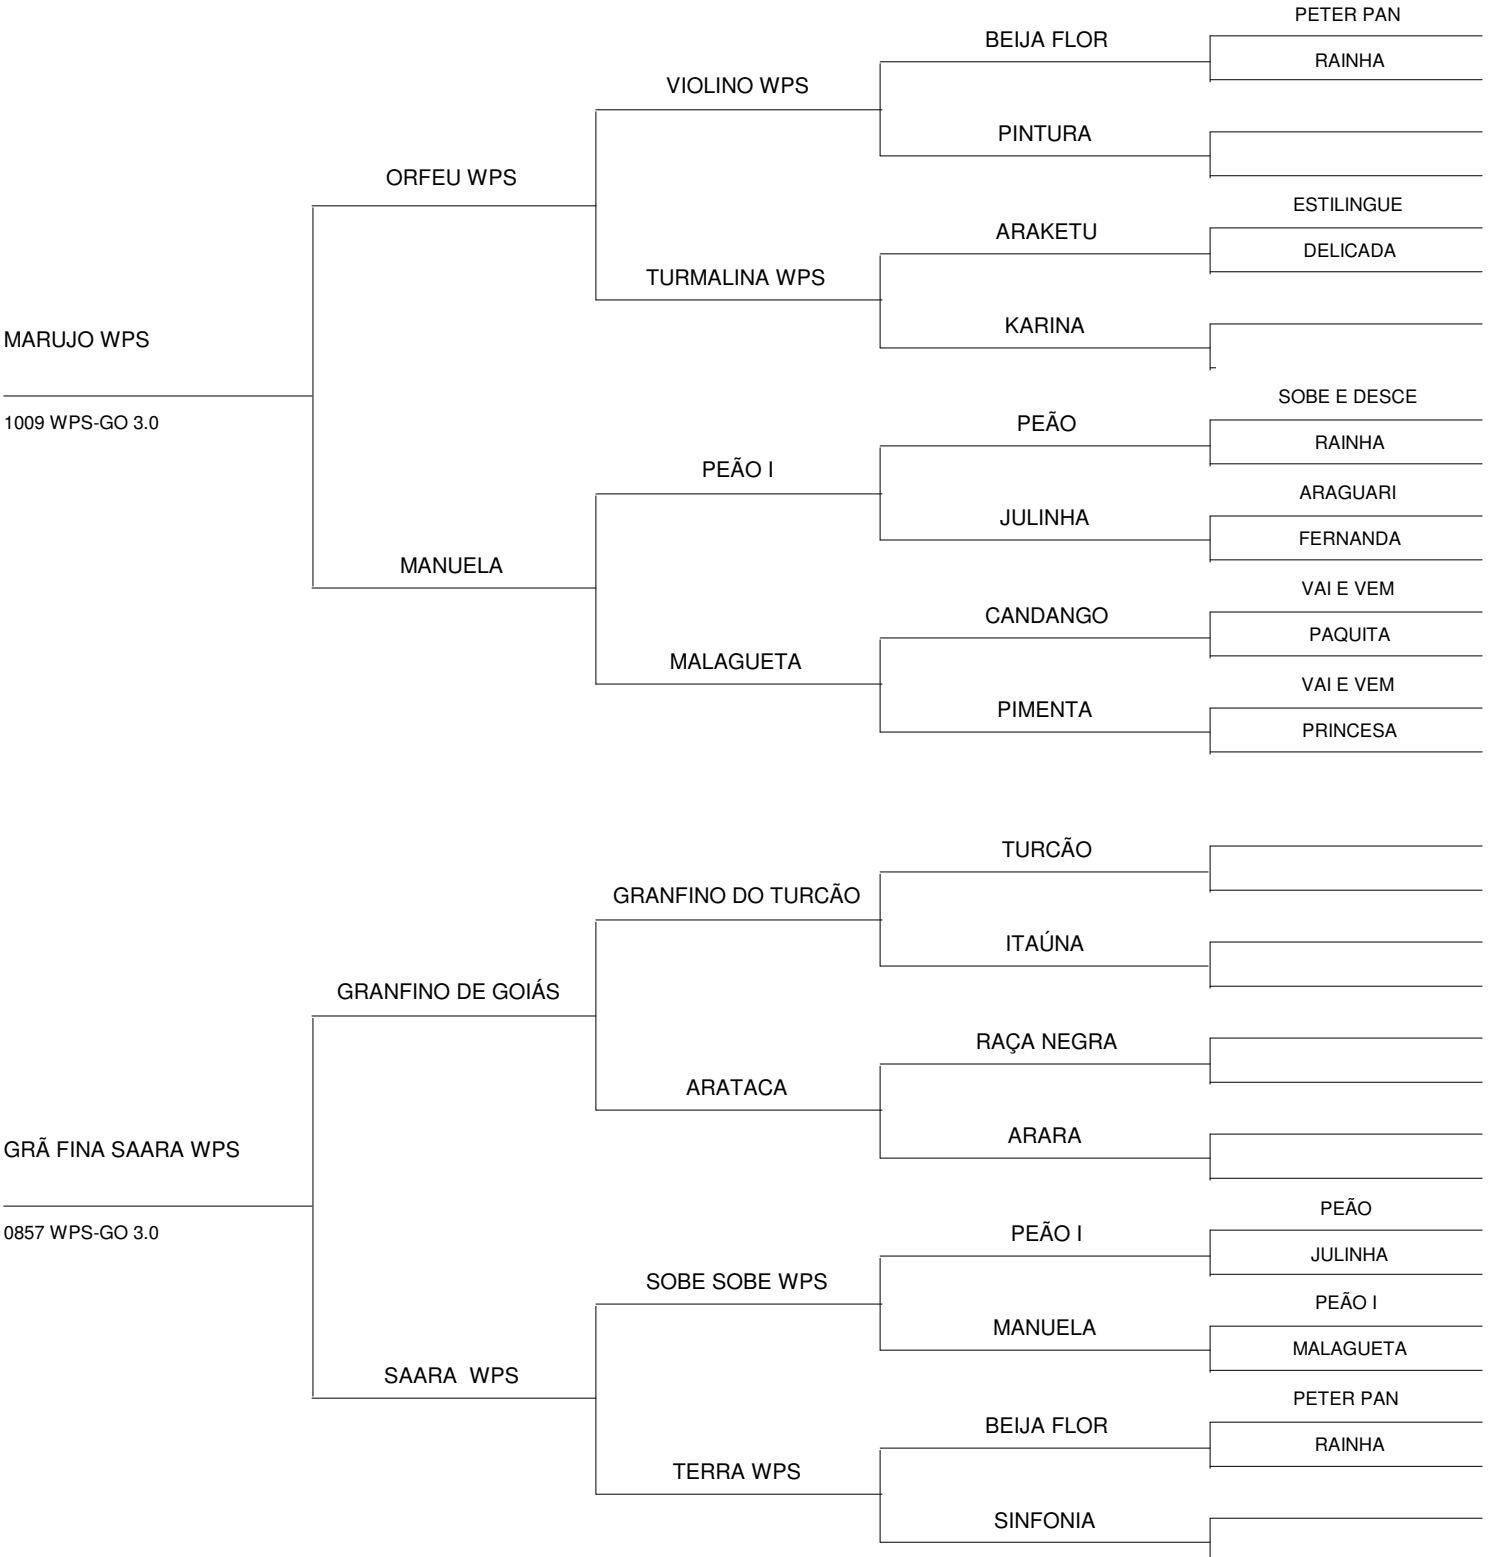 PETER PAN
BEIJA FLOR
RAINHA
VIOLINO WPS
PINTURA
ORFEU WPS
ESTILINGUE
ARAKETU
DELICADA
TURMALINA WPS
KARINA
MARUJO WPS
1009 WPS-GO 3.0
SOBE E DESCE
PEÃO
RAINHA
PEÃO I
ARAGUARI
JULINHA
FERNANDA
MANUELA
VAI E VEM
CANDANGO
PAQUITA
MALAGUETA
VAI E VEM
PIMENTA
PRINCESA
TURCÃO
GRANFINO DO TURCÃO
ITAÚNA
GRANFINO DE GOIÁS
RAÇA NEGRA
ARATACA
ARARA
GRÃ FINA SAARA WPS
0857 WPS-GO 3.0
PEÃO
PEÃO I
JULINHA
SOBE SOBE WPS
PEÃO I
MANUELA
MALAGUETA
SAARA  WPS
PETER PAN
BEIJA FLOR
RAINHA
TERRA WPS
SINFONIA